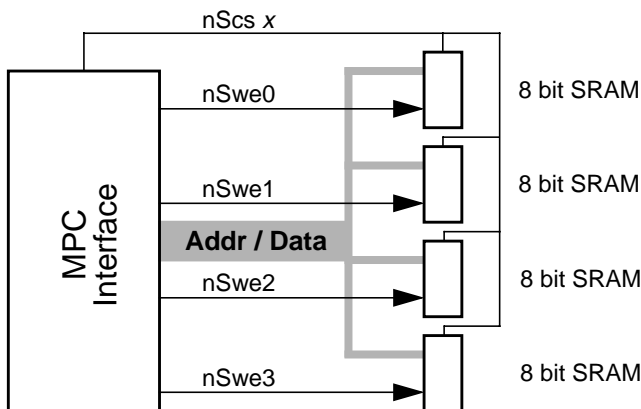 nScs x
nSwe0
8 bit SRAM
nSwe1
8 bit SRAM
MPC
Interface
Addr / Data
nSwe2
8 bit SRAM
nSwe3
8 bit SRAM